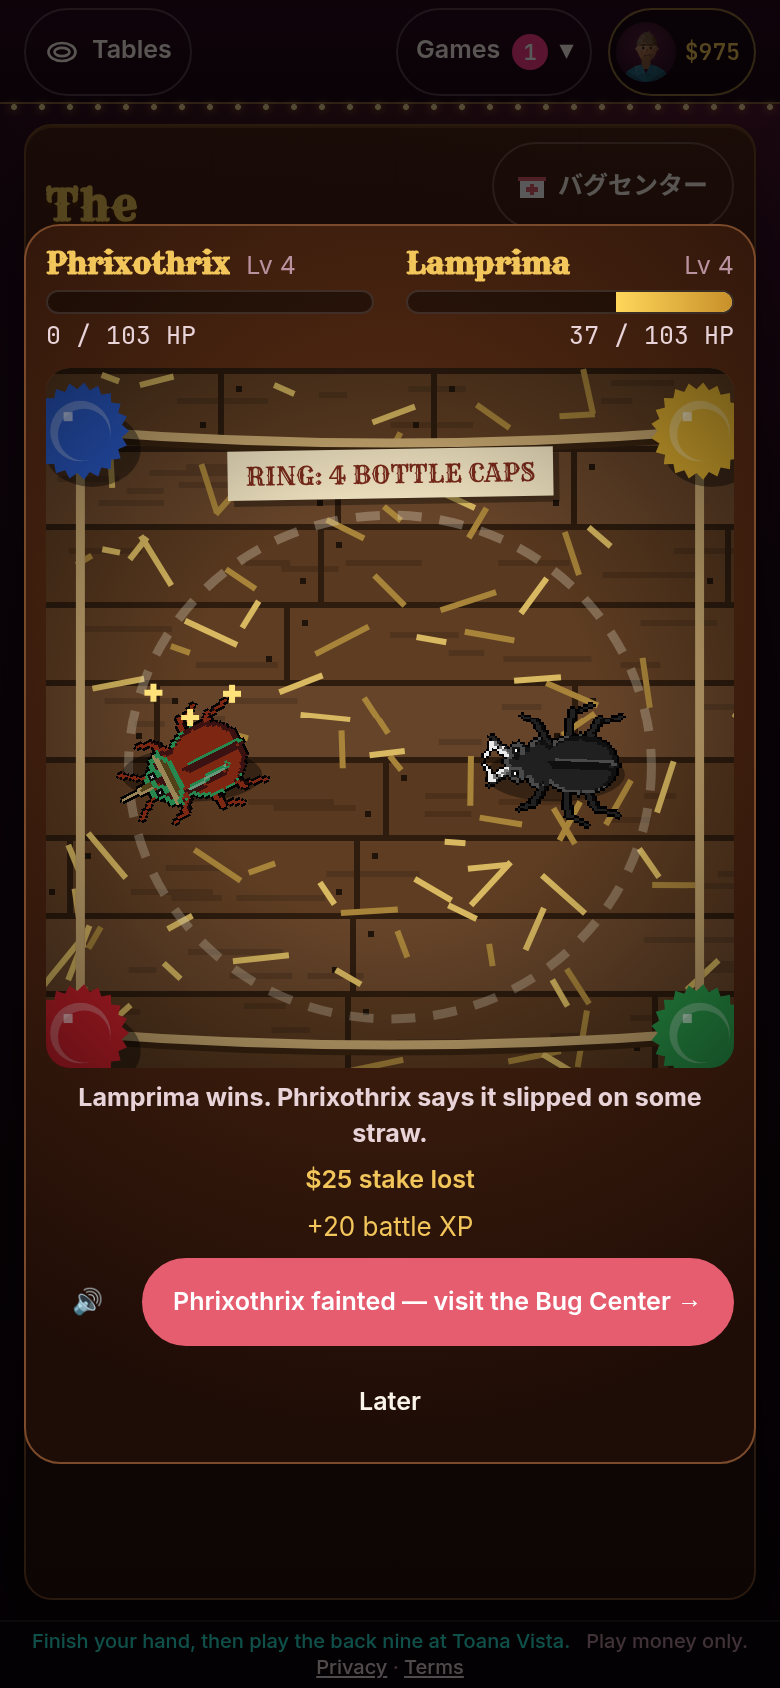 Tables
Games 1 ▼
$975
The
バグセンター
Phrixothrix Lv 4
Lamprima Lv 4
0 / 103 HP
37 / 103 HP
RING: 4 BOTTLE CAPS
Lamprima wins. Phrixothrix says it slipped on some
straw.
$25 stake lost
+20 battle XP
Phrixothrix fainted — visit the Bug Center →
Later
Finish your hand, then play the back nine at Toana Vista. Play money only.
Privacy · Terms